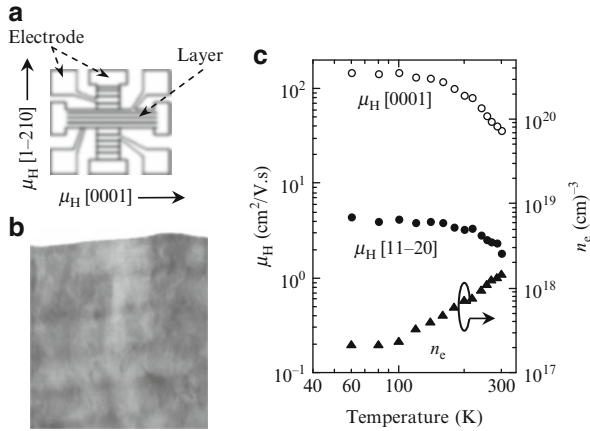 a
Electrode
Layer
μH [1–210]
μH [0001]
b
c
μH (cm²/V.s)
10²
10¹
10⁰
10⁻¹
μH [0001]
μH [11–20]
ne
10²⁰
10¹⁹
10¹⁸
10¹⁷
ne (cm)⁻³
40 60 100 200 300
Temperature (K)